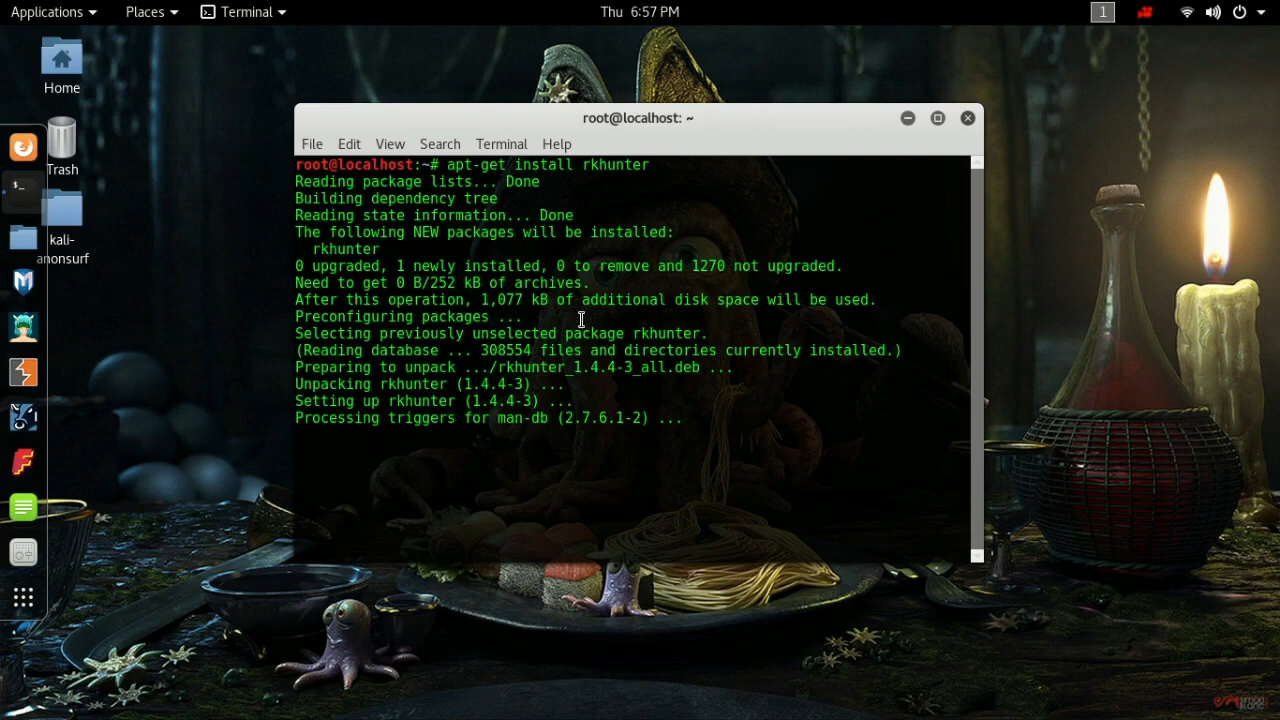 Applications Places Terminal Thu 6:57 PM 1
Home
Trash
kali-
anonsurf
root@localhost: ~
File Edit View Search Terminal Help
root@localhost:~# apt-get install rkhunter
Reading package lists... Done
Building dependency tree
Reading state information... Done
The following NEW packages will be installed:
  rkhunter
0 upgraded, 1 newly installed, 0 to remove and 1270 not upgraded.
Need to get 0 B/252 kB of archives.
After this operation, 1,077 kB of additional disk space will be used.
Preconfiguring packages ...
Selecting previously unselected package rkhunter.
(Reading database ... 308554 files and directories currently installed.)
Preparing to unpack .../rkhunter_1.4.4-3_all.deb ...
Unpacking rkhunter (1.4.4-3) ...
Setting up rkhunter (1.4.4-3) ...
Processing triggers for man-db (2.7.6.1-2) ...